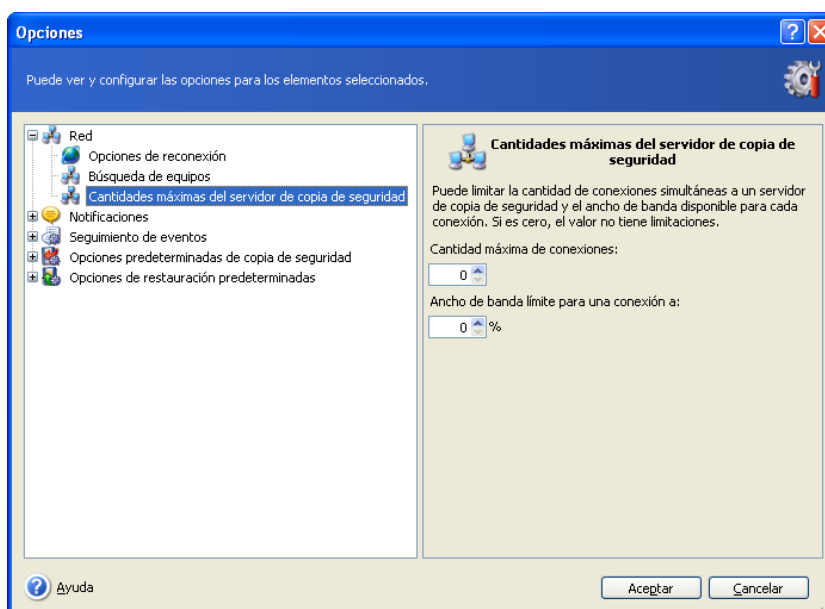 Opciones
Puede ver y configurar las opciones para los elementos seleccionados.
Red
Opciones de reconexión
Búsqueda de equipos
Cantidades máximas del servidor de copia de seguridad
Notificaciones
Seguimiento de eventos
Opciones predeterminadas de copia de seguridad
Opciones de restauración predeterminadas
Cantidades máximas del servidor de copia de
seguridad
Puede limitar la cantidad de conexiones simultáneas a un servidor
de copia de seguridad y el ancho de banda disponible para cada
conexión. Si es cero, el valor no tiene limitaciones.
Cantidad máxima de conexiones:
0
Ancho de banda límite para una conexión a:
0 %
Ayuda
Aceptar
Cancelar